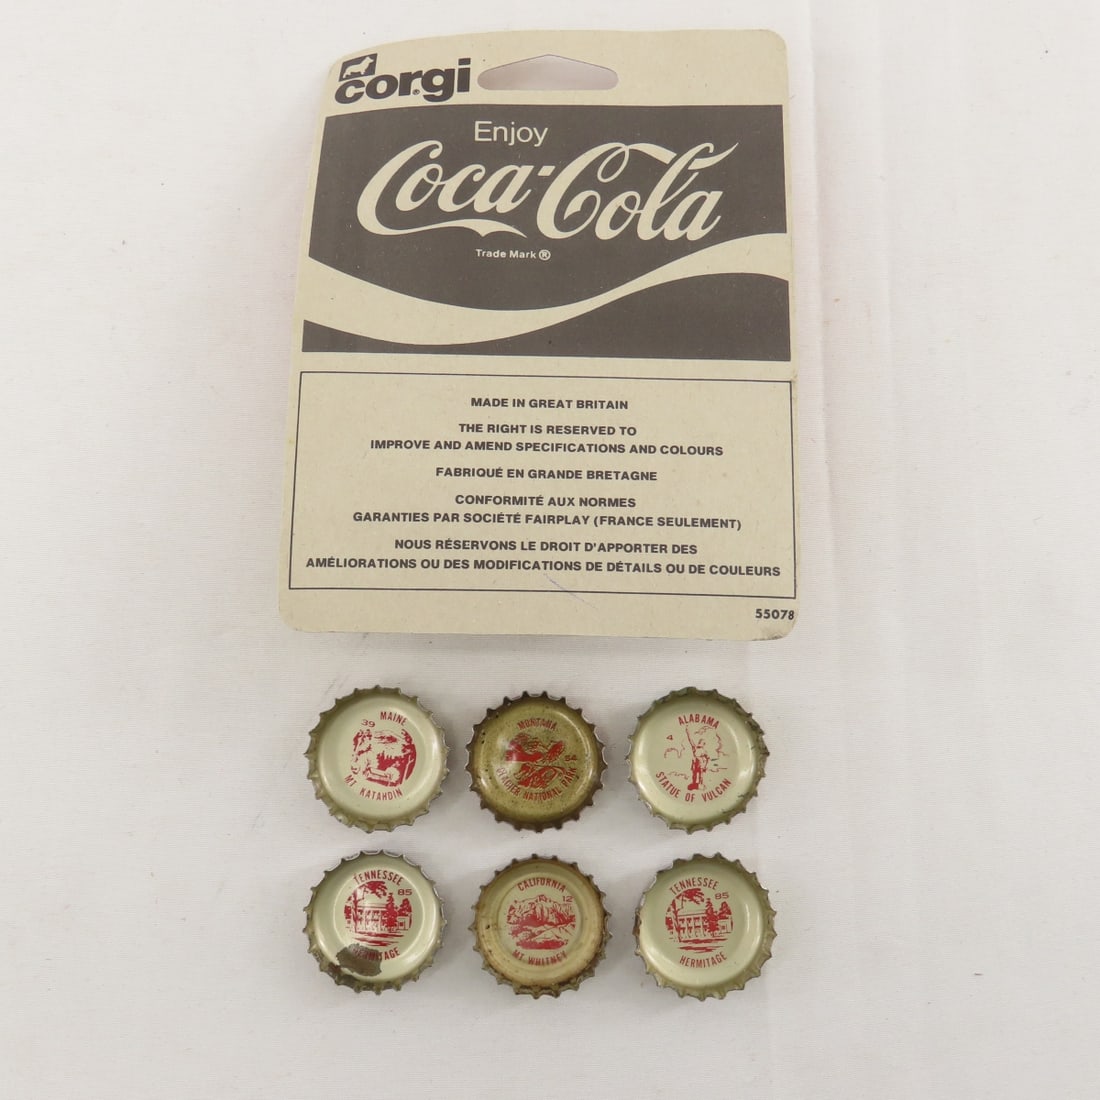 corgi®
Enjoy
Coca-Cola
Trade Mark ®
MADE IN GREAT BRITAIN
THE RIGHT IS RESERVED TO
IMPROVE AND AMEND SPECIFICATIONS AND COLOURS
FABRIQUÉ EN GRANDE BRETAGNE
CONFORMITÉ AUX NORMES
GARANTIES PAR SOCIÉTÉ FAIRPLAY (FRANCE SEULEMENT)
NOUS RÉSERVONS LE DROIT D'APPORTER DES
AMÉLIORATIONS OU DES MODIFICATIONS DE DÉTAILS OU DE COULEURS
55078
MAINE
39
MT KATAHDIN
MONTANA
54
GLACIER NATIONAL PARK
ALABAMA
4
STATUE OF VULCAN
TENNESSEE
85
HERMITAGE
CALIFORNIA
12
MT WHITNEY
TENNESSEE
85
HERMITAGE